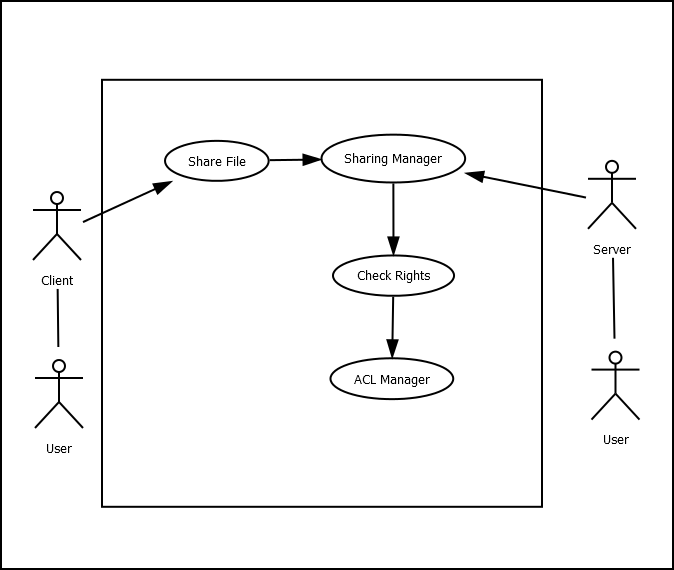 Share File
Sharing Manager
Server
Client
Check Rights
ACL Manager
User
User